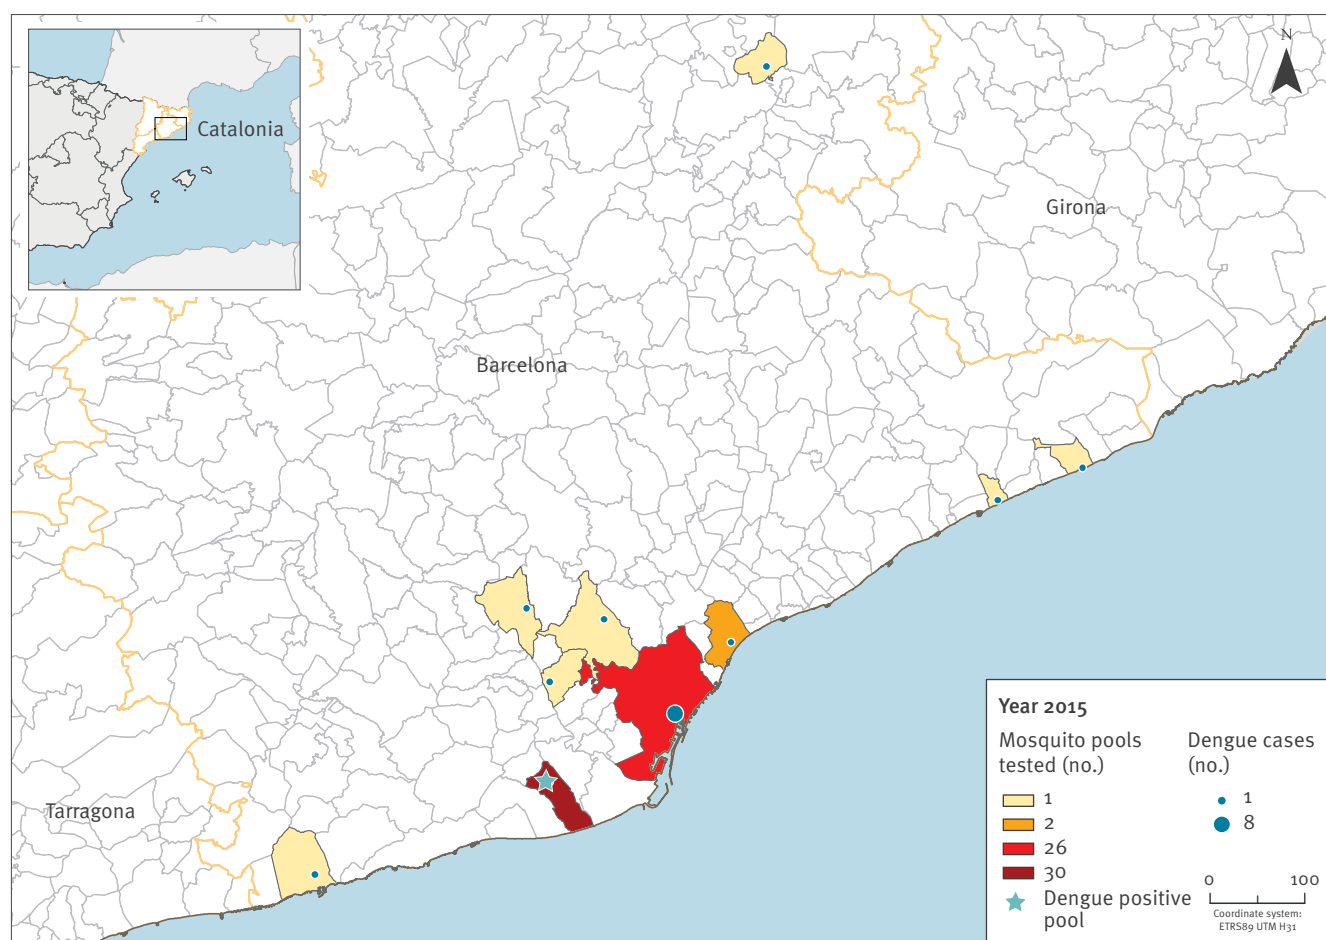 Catalonia
N
Girona
Barcelona
Tarragona
Year 2015
Mosquito pools
tested (no.)
1
2
26
30
Dengue positive
pool
Dengue cases
(no.)
1
8
0 100
Coordinate system:
ETRS89 UTM H31